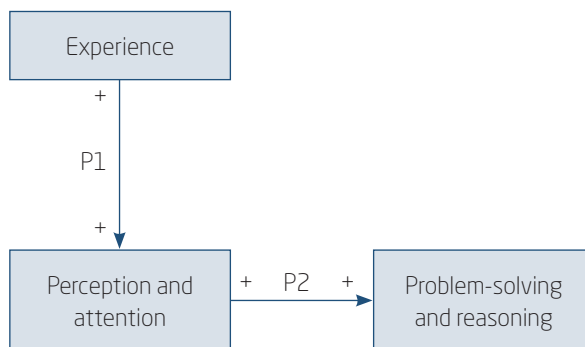 Experience
+
P1
+
Perception and
attention
+ P2 +
Problem-solving
and reasoning